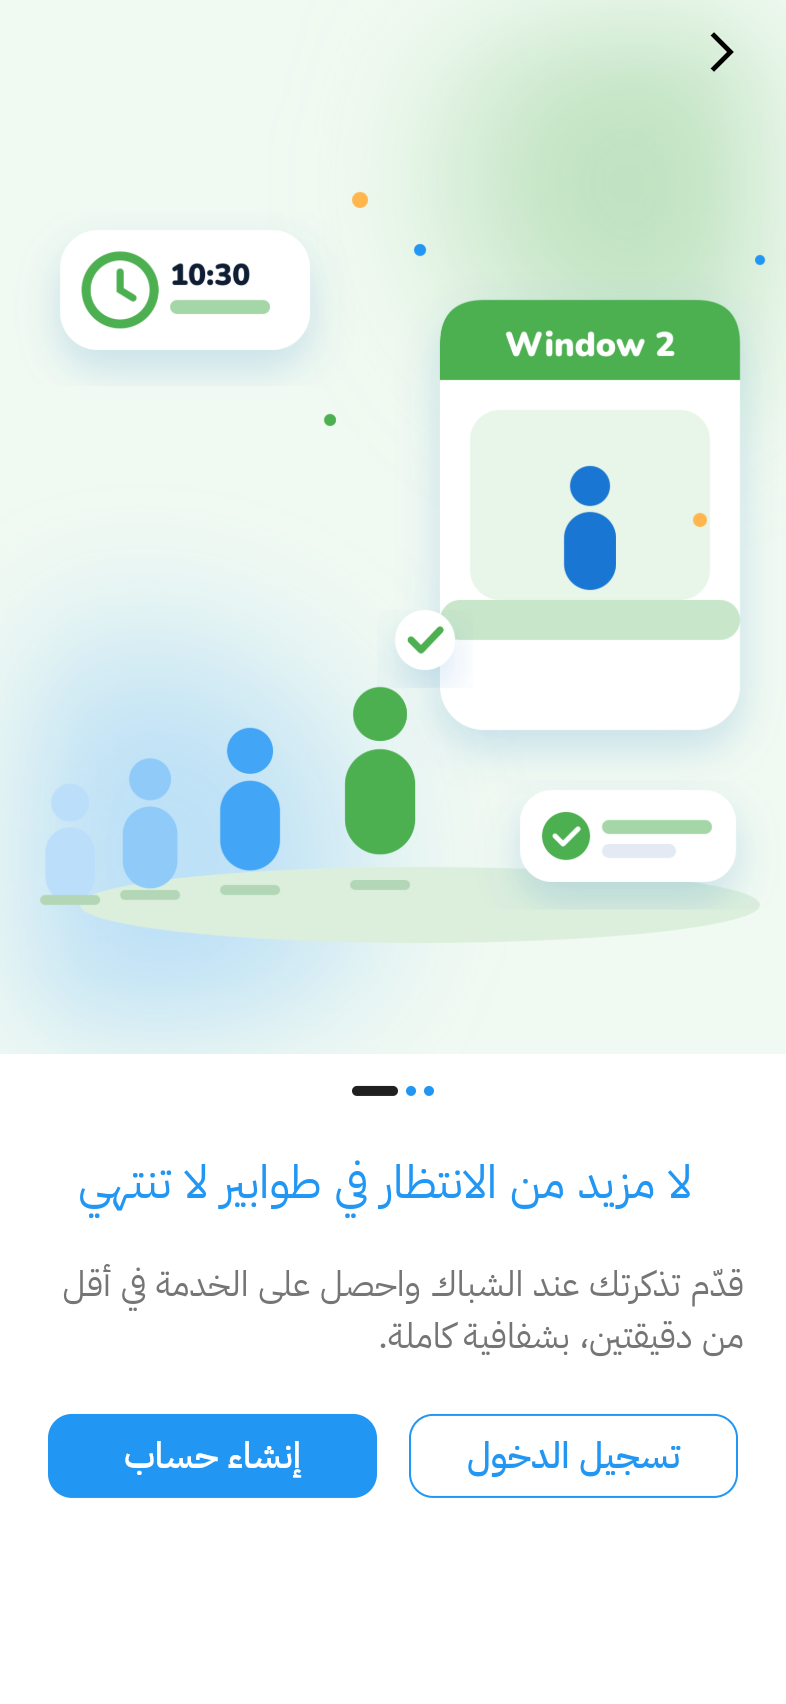 10:30
Window 2
لا مزيد من الانتظار في طوابير لا تنتهي
قدّم تذكرتك عند الشباك واحصل على الخدمة في أقل
من دقيقتين، بشفافية كاملة.
تسجيل الدخول
إنشاء حساب